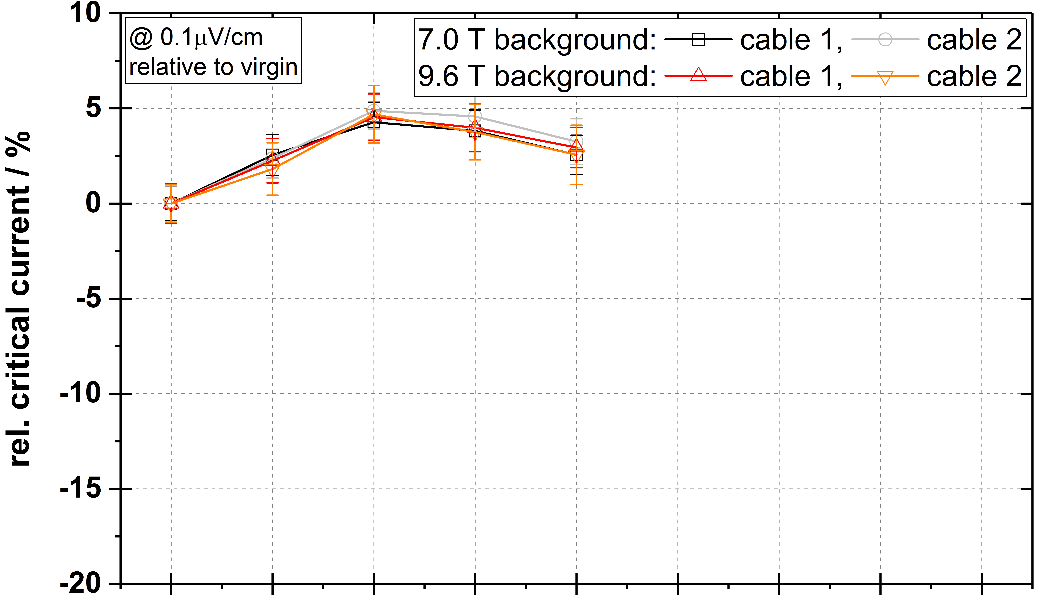 10
@ 0.1μV/cm
relative to virgin
7.0 T background: cable 1, cable 2
9.6 T background: cable 1, cable 2
5
0
-5
-10
-15
-20
rel. critical current / %